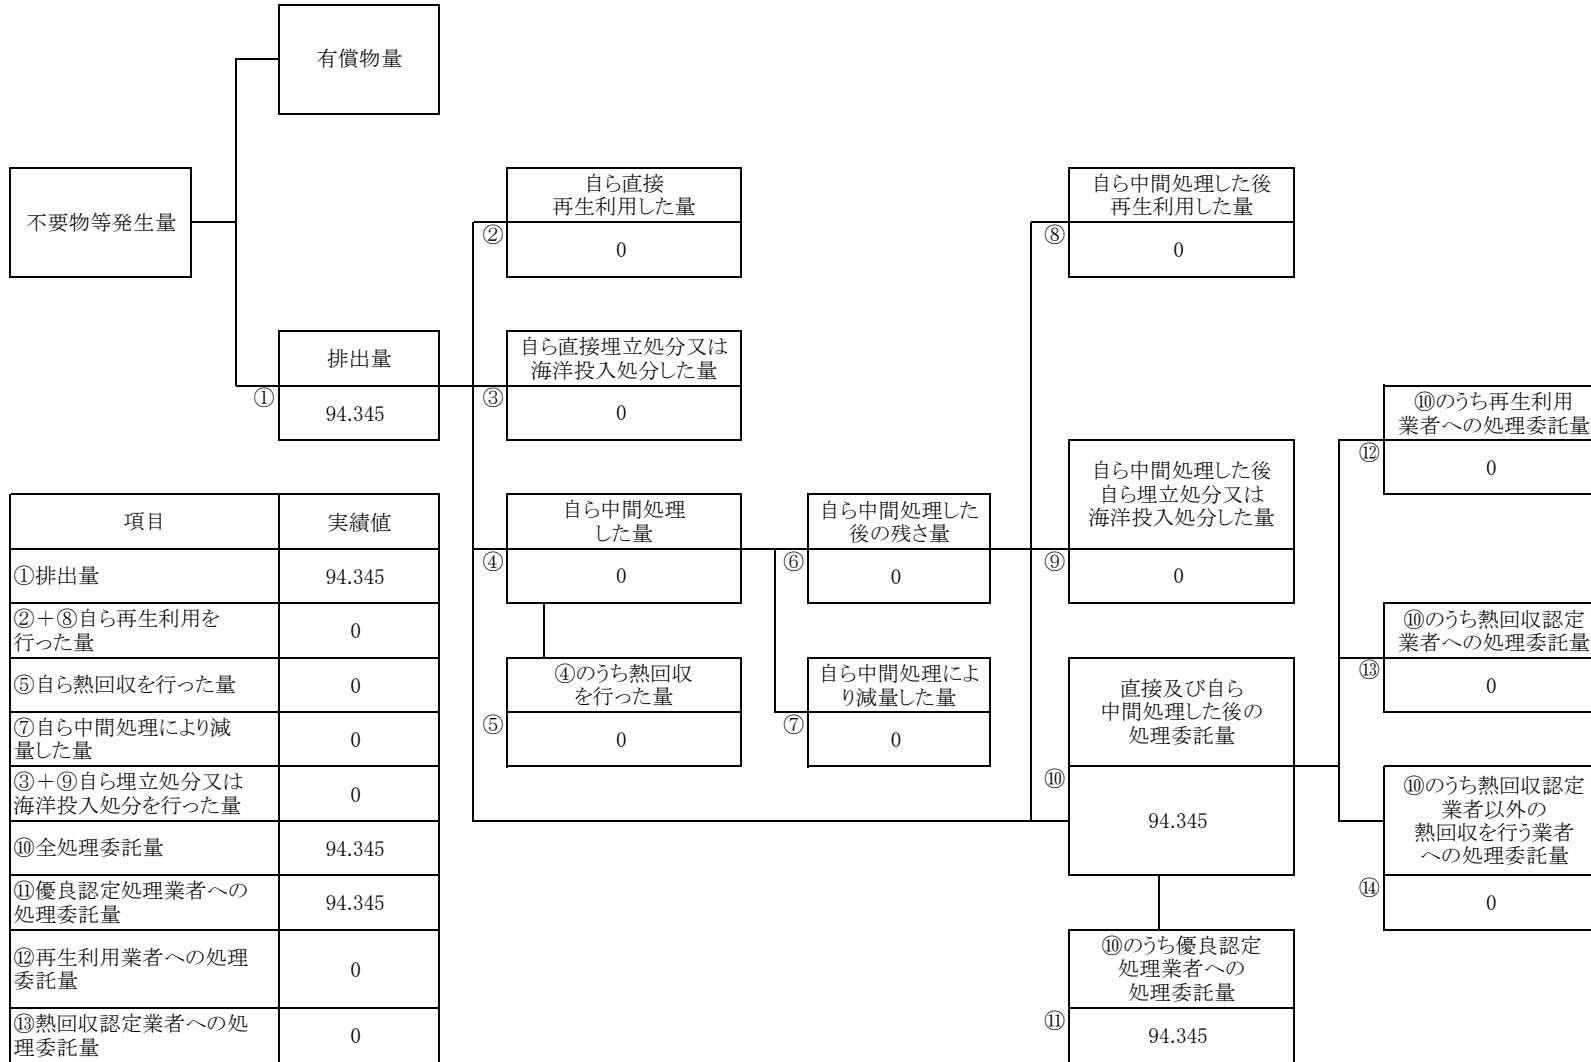 有償物量
不要物等発生量
自ら直接
再生利用した量
②
0
自ら中間処理した後
再生利用した量
⑧
0
排出量
①
94.345
自ら直接埋立処分又は
海洋投入処分した量
③
0
⑩のうち再生利用
業者への処理委託量
⑫
0
自ら中間処理
した量
④
0
自ら中間処理した
後の残さ量
⑥
0
自ら中間処理した後
自ら埋立処分又は
海洋投入処分した量
⑨
0
④のうち熱回収
を行った量
⑤
0
自ら中間処理によ
り減量した量
⑦
0
直接及び自ら
中間処理した後の
処理委託量
⑩
94.345
⑩のうち熱回収認定
業者への処理委託量
⑬
0
⑩のうち熱回収認定
業者以外の
熱回収を行う業者
への処理委託量
⑭
0
⑩のうち優良認定
処理業者への
処理委託量
⑪
94.345
項目 実績値
①排出量 94.345
②+⑧自ら再生利用を
行った量 0
⑤自ら熱回収を行った量 0
⑦自ら中間処理により減
量した量 0
③+⑨自ら埋立処分又は
海洋投入処分を行った量 0
⑩全処理委託量 94.345
⑪優良認定処理業者への
処理委託量 94.345
⑫再生利用業者への処理
委託量 0
⑬熱回収認定業者への処
理委託量 0